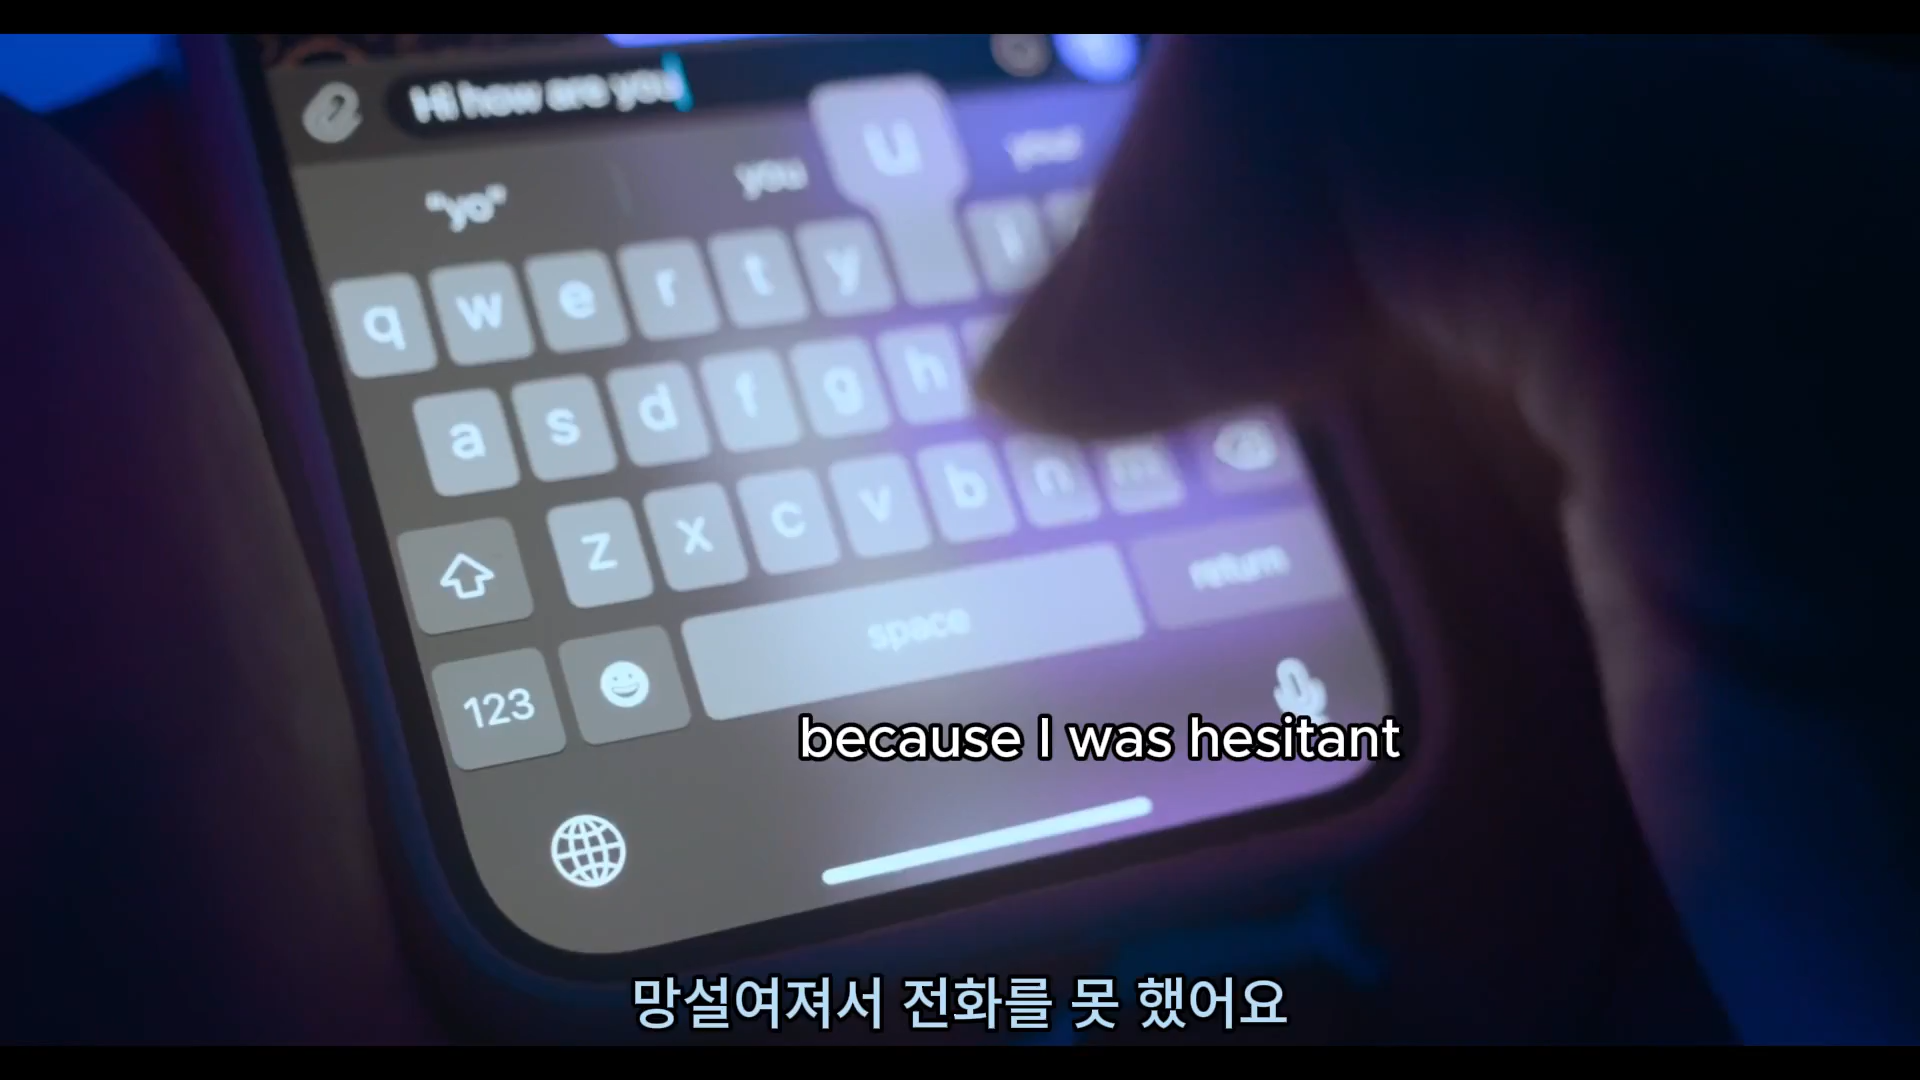 Hi how are you
"yo" you your
u
q w e r t y i
a s d f g h
z x c v b n m
123 space return
because I was hesitant
망설여져서 전화를 못 했어요